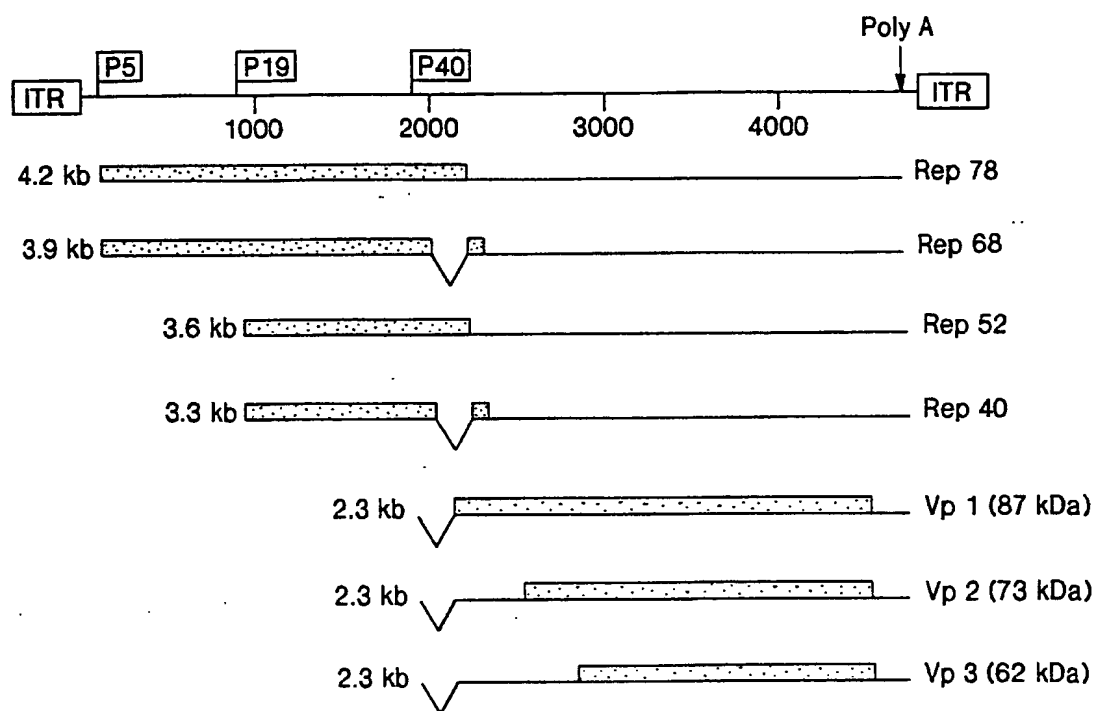 Poly A
P5 P19 P40
ITR ITR
1000 2000 3000 4000
4.2 kb Rep 78
3.9 kb Rep 68
3.6 kb Rep 52
3.3 kb Rep 40
2.3 kb Vp 1 (87 kDa)
2.3 kb Vp 2 (73 kDa)
2.3 kb Vp 3 (62 kDa)